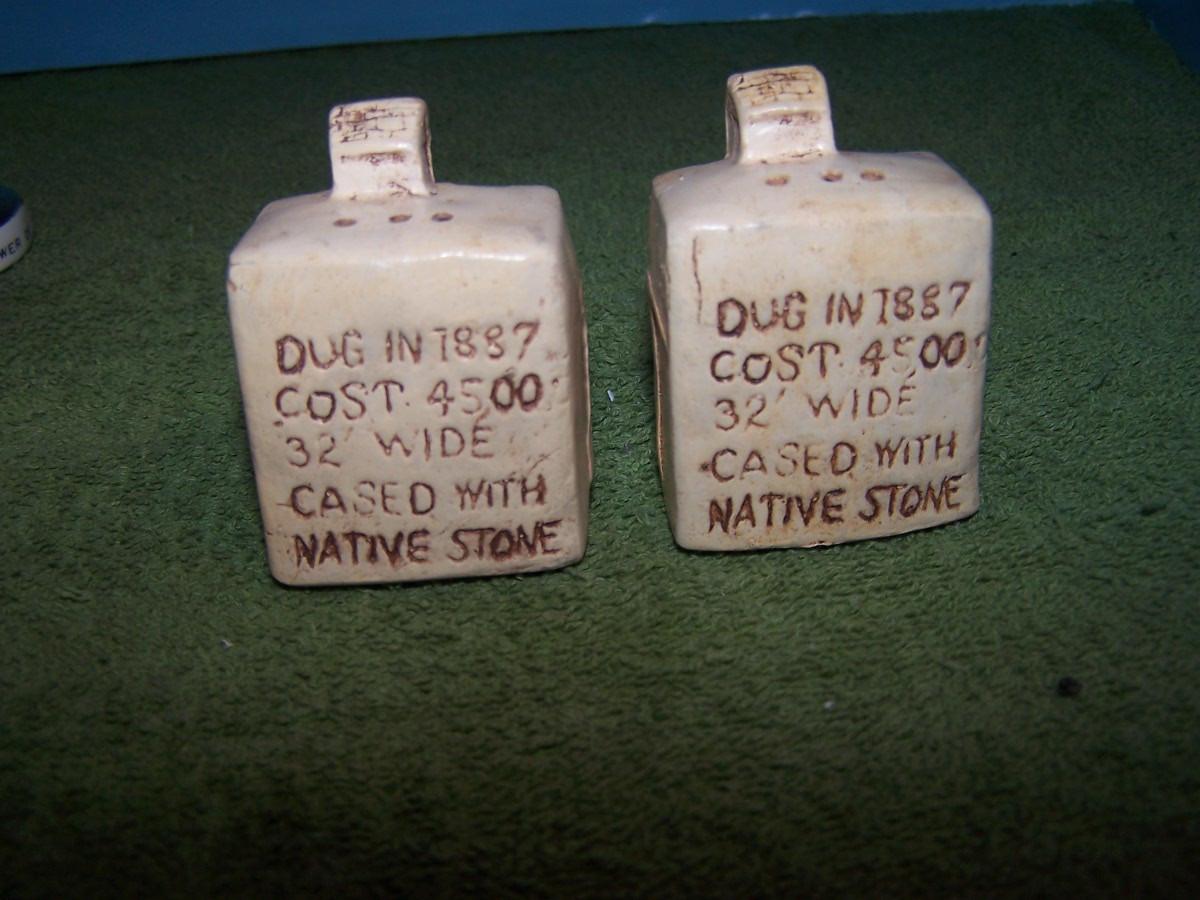 DUG IN 1887
COST 4500
32' WIDE
CASED WITH
NATIVE STONE
DUG IN 1887
COST 4500
32' WIDE
CASED WITH
NATIVE STONE